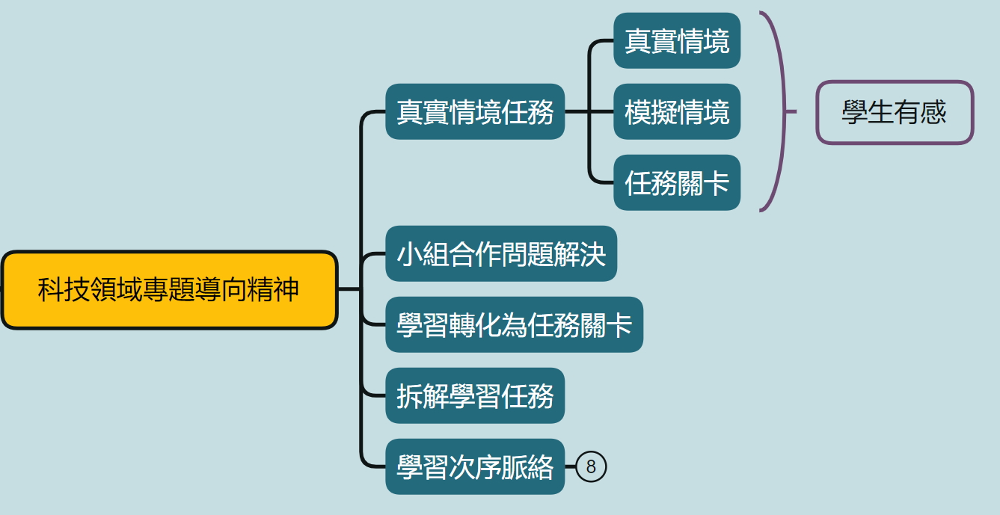 科技領域專題導向精神
真實情境任務
真實情境
模擬情境
任務關卡
學生有感
小組合作問題解決
學習轉化為任務關卡
拆解學習任務
學習次序脈絡
8